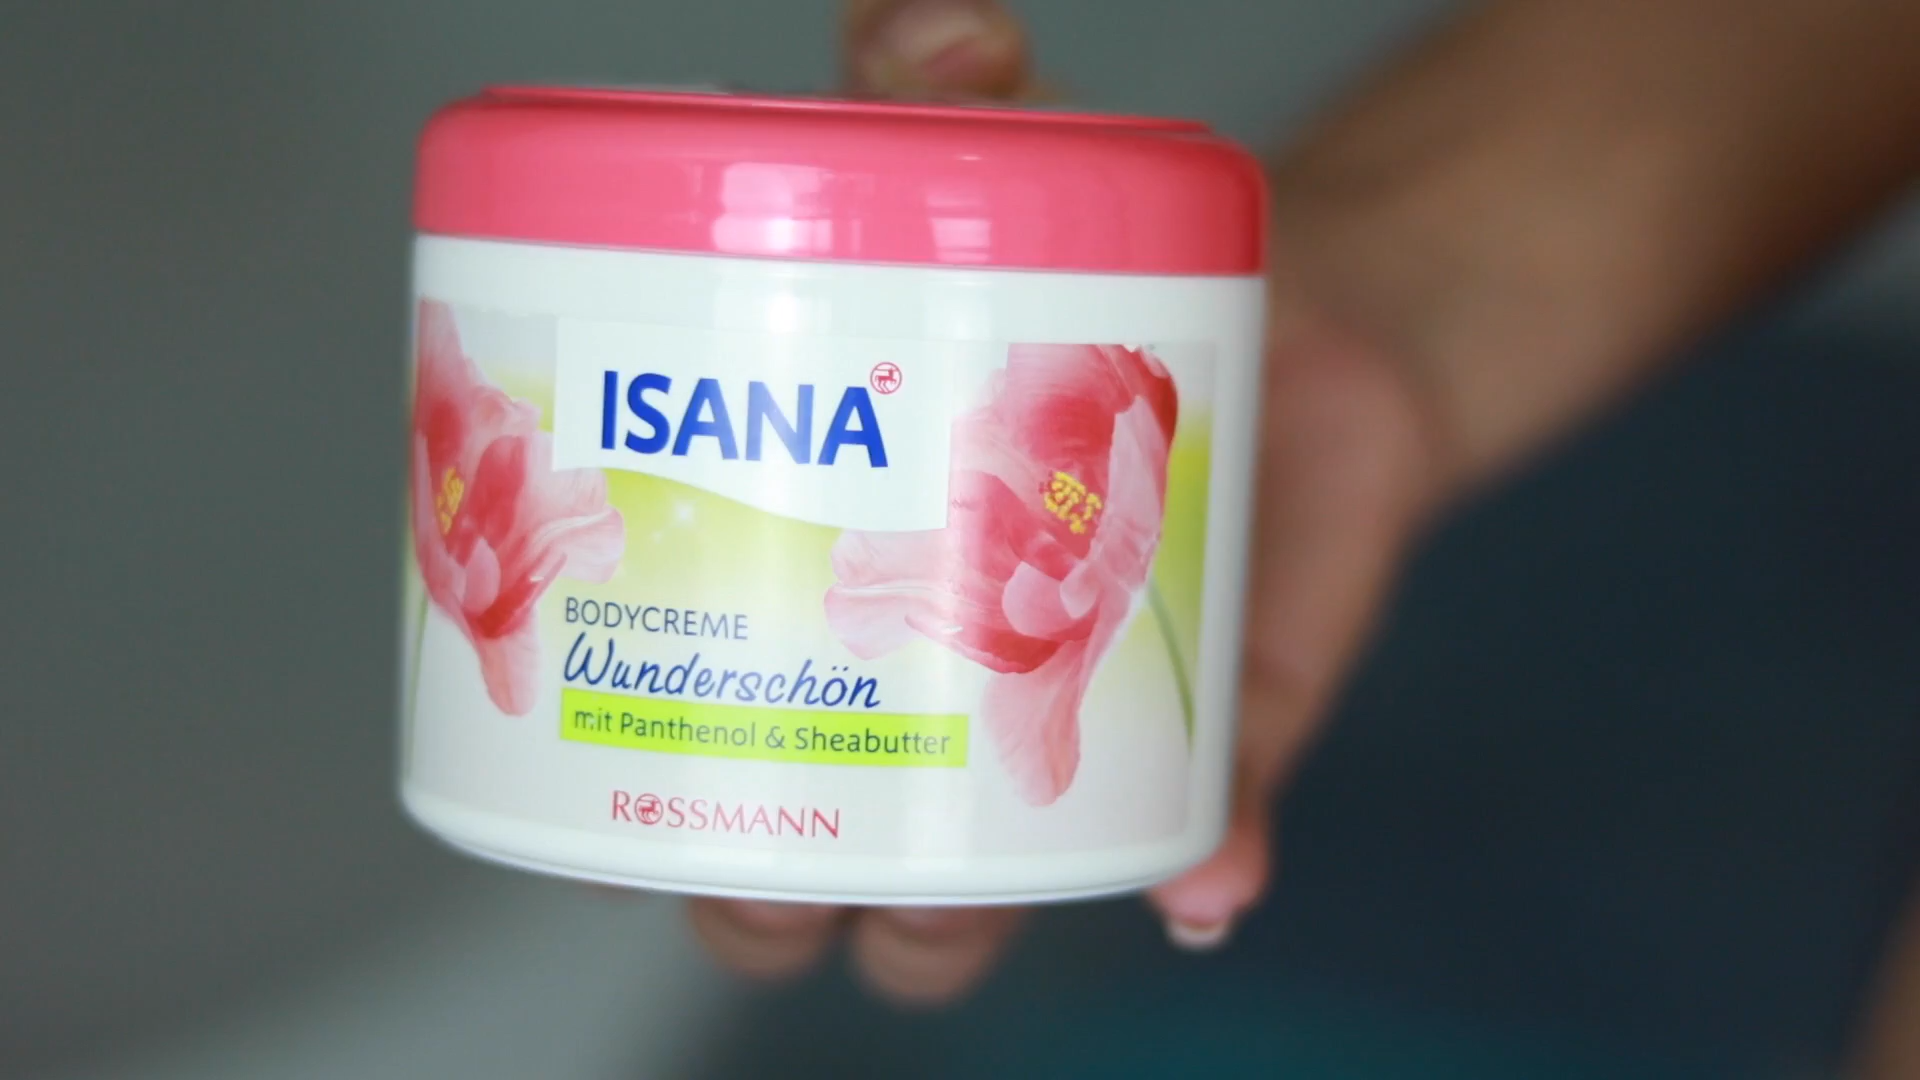 ISANA
BODYCREME
Wunderschön
mit Panthenol & Sheabutter
ROSSMANN